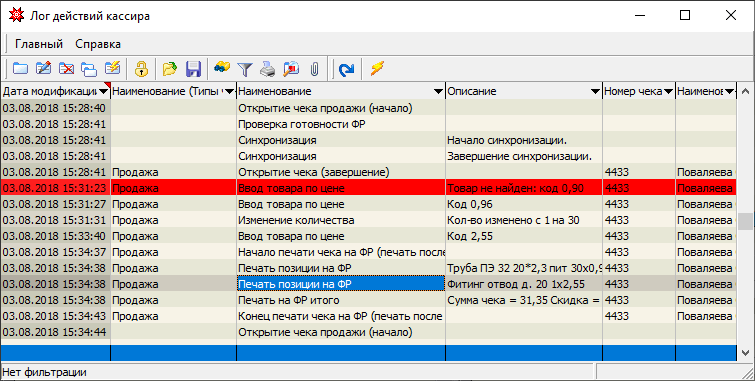 Лог действий кассира
Главный Справка
Дата модификации Наименование (Типы Наименование Описание Номер чека Наименов
03.08.2018 15:28:40 Открытие чека продажи (начало)
03.08.2018 15:28:41 Проверка готовности ФР
03.08.2018 15:28:41 Синхронизация Начало синхронизации.
03.08.2018 15:28:41 Синхронизация Завершение синхронизации.
03.08.2018 15:28:41 Продажа Открытие чека (завершение) 4433 Поваляева
03.08.2018 15:31:23 Продажа Ввод товара по цене Товар не найден: код 0,90 4433 Поваляева
03.08.2018 15:31:27 Продажа Ввод товара по цене Код 0,96 4433 Поваляева
03.08.2018 15:31:31 Продажа Изменение количества Кол-во изменено с 1 на 30 4433 Поваляева
03.08.2018 15:33:40 Продажа Ввод товара по цене Код 2,55 4433 Поваляева
03.08.2018 15:34:37 Продажа Начало печати чека на ФР (печать после 4433 Поваляева
03.08.2018 15:34:38 Продажа Печать позиции на ФР Труба ПЭ 32 20*2,3 пит 30x0,9 4433 Поваляева
03.08.2018 15:34:38 Продажа Печать позиции на ФР Фитинг отвод д. 20 1x2,55 4433 Поваляева
03.08.2018 15:34:38 Продажа Печать на ФР итого Сумма чека = 31,35 Скидка = 4433 Поваляева
03.08.2018 15:34:43 Продажа Конец печати чека на ФР (печать после 4433 Поваляева
03.08.2018 15:34:44 Открытие чека продажи (начало)
Нет фильтрации